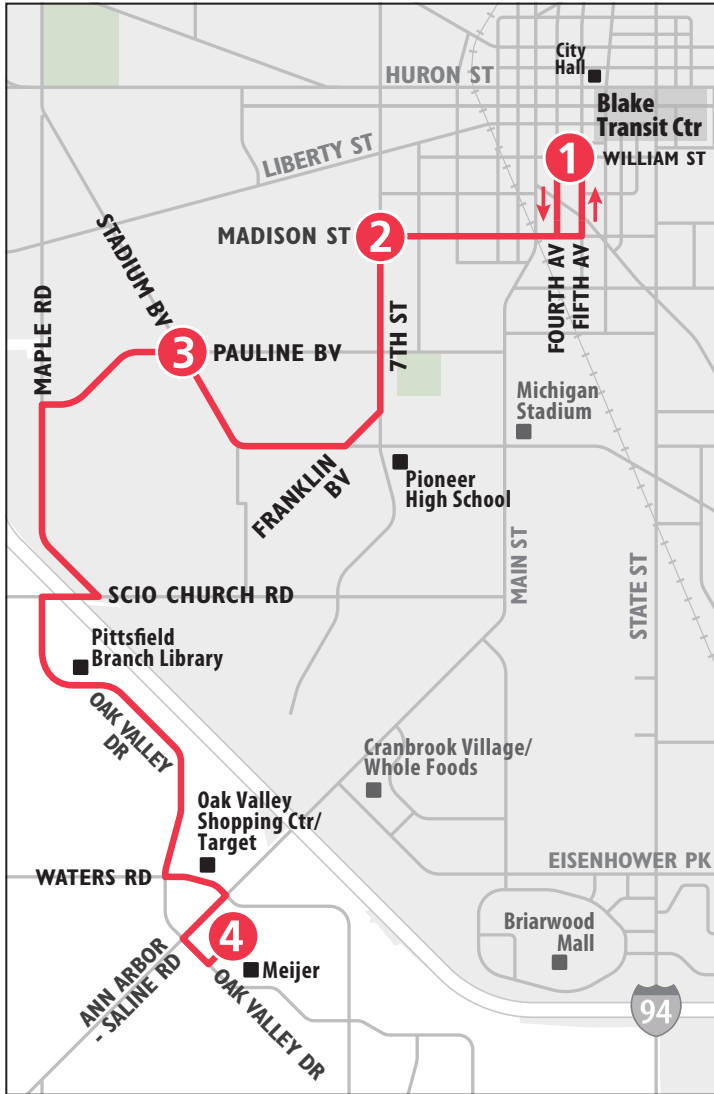 City
Hall
HURON ST
Blake
Transit Ctr
1
WILLIAM ST
LIBERTY ST
STADIUM BV
MADISON ST
2
FOURTH AV
FIFTH AV
MAPLE RD
7TH ST
3
PAULINE BV
Michigan
Stadium
FRANKLIN
BV
Pioneer
High School
MAIN ST
STATE ST
SCIO CHURCH RD
Pittsfield
Branch Library
OAK VALLEY
DR
Cranbrook Village/
Whole Foods
Oak Valley
Shopping Ctr/
Target
WATERS RD
EISENHOWER PK
4
Briarwood
Mall
Meijer
ANN ARBOR
- SALINE RD
OAK VALLEY DR
94